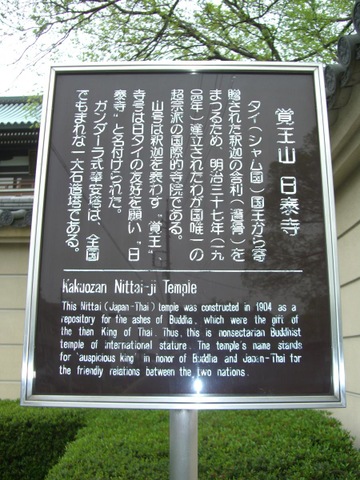 覚王山 日泰寺
タイ(シャム国)国王から寄
贈された釈迦の舎利(遺骨)を
まつるため、明治三十七年(一九
〇四年)建立されたわが国唯一の
超宗派の国際的寺院である。
山号は釈迦を表わす"覚王"、
寺号は日タイの友好を願い"日
泰寺"と名付けられた。
ガンダーラ式奉安塔は、全国
でもまれな一大石造塔である。
Kakuozan Nittai-ji Temple
This Nittai(Japan-Thai) temple was constructed in 1904 as a
repository for the ashes of Buddha, which were the gift of
the then King of Thai. Thus, this is nonsectarian Buddhist
temple of international stature. The temple's name stands
for "auspicious king" in honor of Buddha and Japan-Thai for
the friendly relations between the two nations.